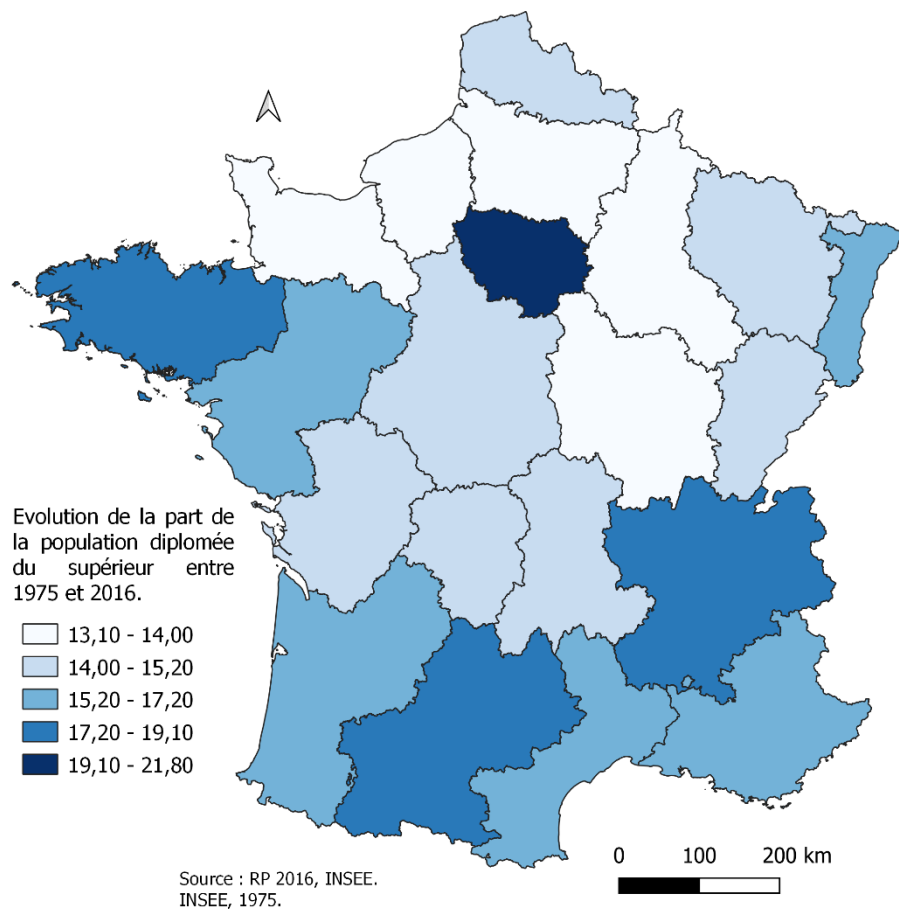 Evolution de la part de
la population diplomée
du supérieur entre
1975 et 2016.
13,10 - 14,00
14,00 - 15,20
15,20 - 17,20
17,20 - 19,10
19,10 - 21,80
0 100 200 km
Source : RP 2016, INSEE.
INSEE, 1975.